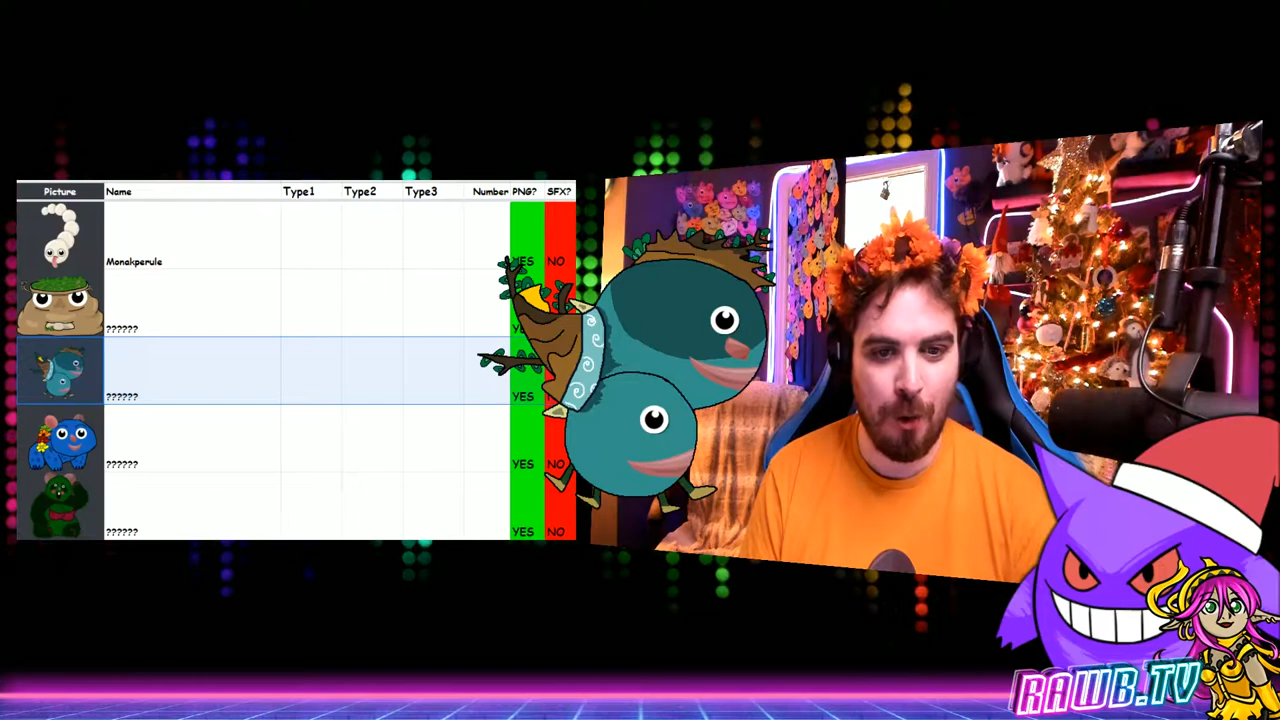 Picture Name Type1 Type2 Type3 Number PNG? SFX?
Monakperule YES NO
??????
?????? YES
?????? YES NO
?????? YES NO
RAWB.TV